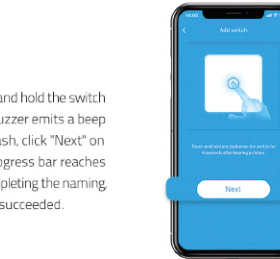 and hold the switch
uzzer emits a beep
ash, click "Next" on
ogress bar reaches
pleting the naming,
succeeded.
Add switch
Next